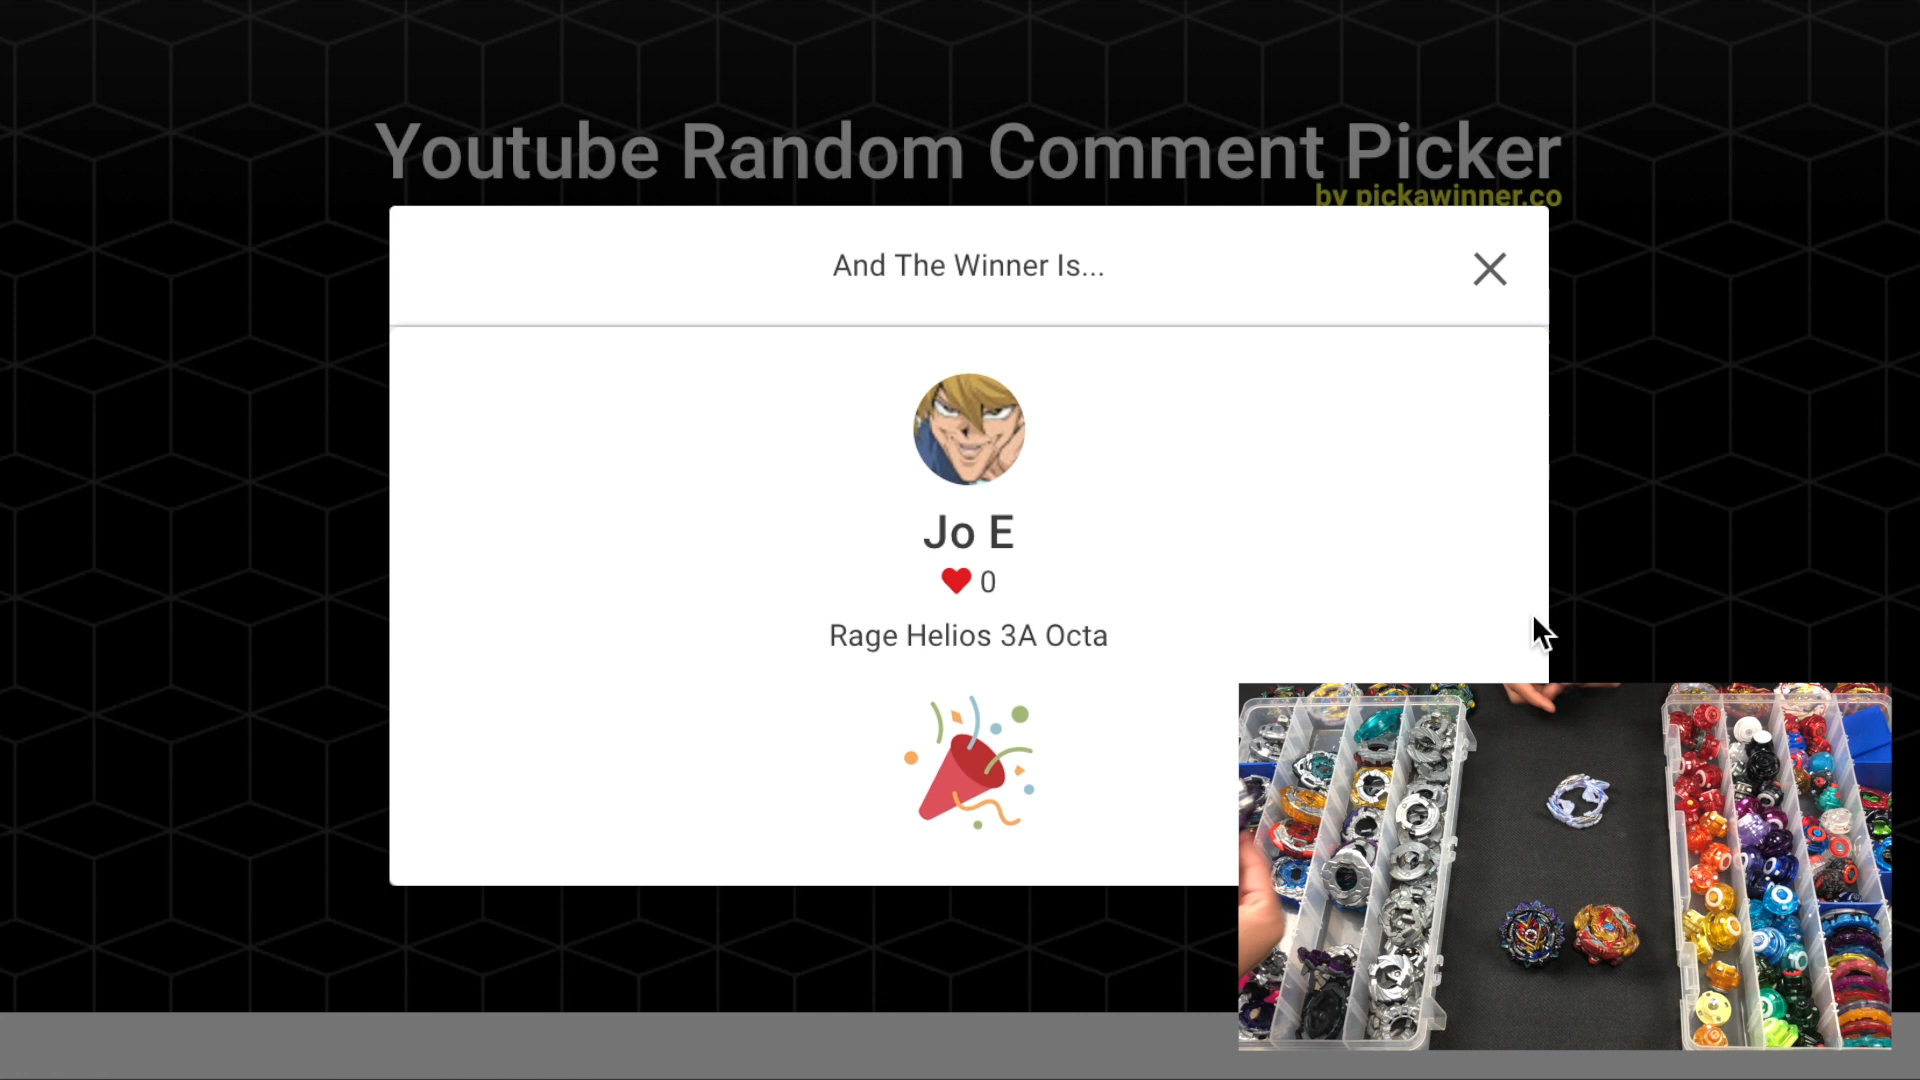 Youtube Random Comment Picker
by pickawinner.co
And The Winner Is...
Jo E
0
Rage Helios 3A Octa